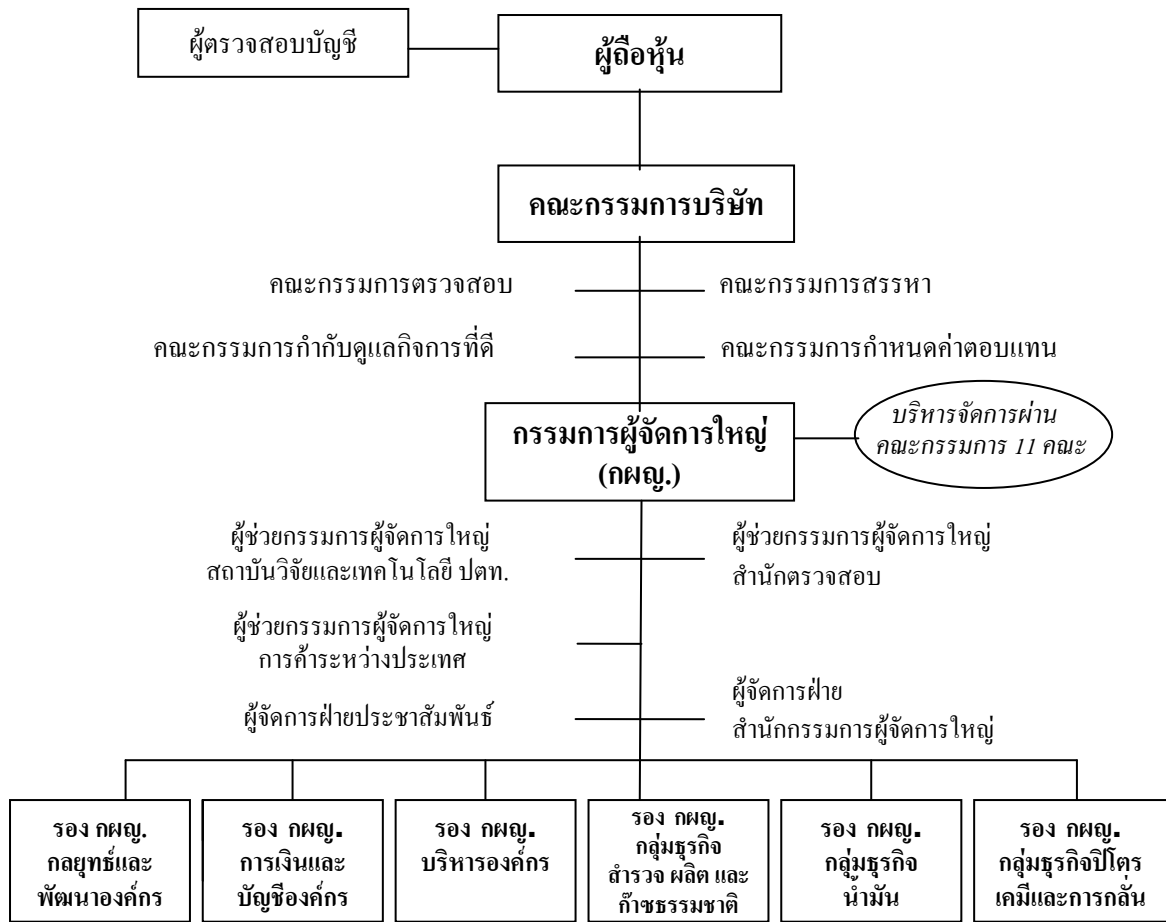 ผู้ตรวจสอบบัญชี
ผู้ถือหุ้น
คณะกรรมการบริษัท
คณะกรรมการตรวจสอบ
คณะกรรมการสรรหา
คณะกรรมการกำกับดูแลกิจการที่ดี
คณะกรรมการกำหนดค่าตอบแทน
กรรมการผู้จัดการใหญ่
(กผญ.)
บริหารจัดการผ่าน
คณะกรรมการ 11 คณะ
ผู้ช่วยกรรมการผู้จัดการใหญ่
สถาบันวิจัยและเทคโนโลยี ปตท.
ผู้ช่วยกรรมการผู้จัดการใหญ่
สำนักตรวจสอบ
ผู้ช่วยกรรมการผู้จัดการใหญ่
การค้าระหว่างประเทศ
ผู้จัดการฝ่ายประชาสัมพันธ์
ผู้จัดการฝ่าย
สำนักกรรมการผู้จัดการใหญ่
รอง กผญ.
กลยุทธ์และ
พัฒนาองค์กร
รอง กผญ.
การเงินและ
บัญชีองค์กร
รอง กผญ.
บริหารองค์กร
รอง กผญ.
กลุ่มธุรกิจ
สำรวจ ผลิต และ
ก๊าซธรรมชาติ
รอง กผญ.
กลุ่มธุรกิจ
น้ำมัน
รอง กผญ.
กลุ่มธุรกิจปิโตร
เคมีและการกลั่น